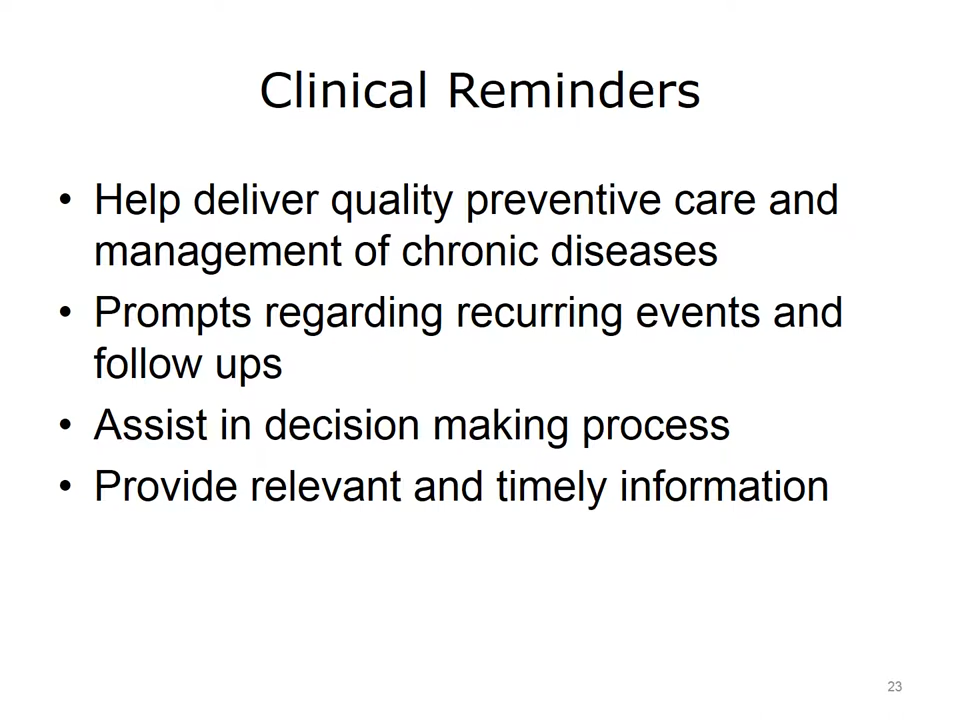 Clinical Reminders
• Help deliver quality preventive care and
management of chronic diseases
• Prompts regarding recurring events and
follow ups
• Assist in decision making process
• Provide relevant and timely information
23